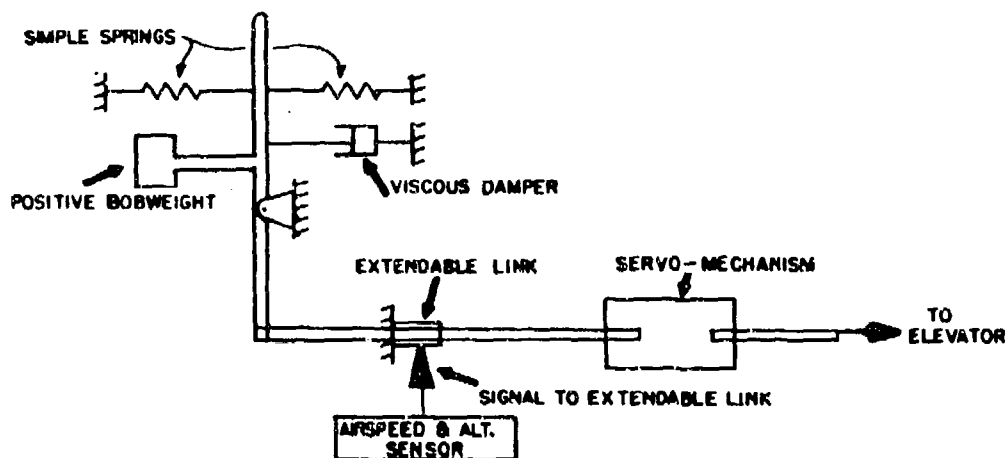 SIMPLE SPRINGS
POSITIVE BOBWEIGHT
VISCOUS DAMPER
EXTENDABLE LINK
SERVO-MECHANISM
TO
ELEVATOR
SIGNAL TO EXTENDABLE LINK
AIRSPEED & ALT.
SENSOR